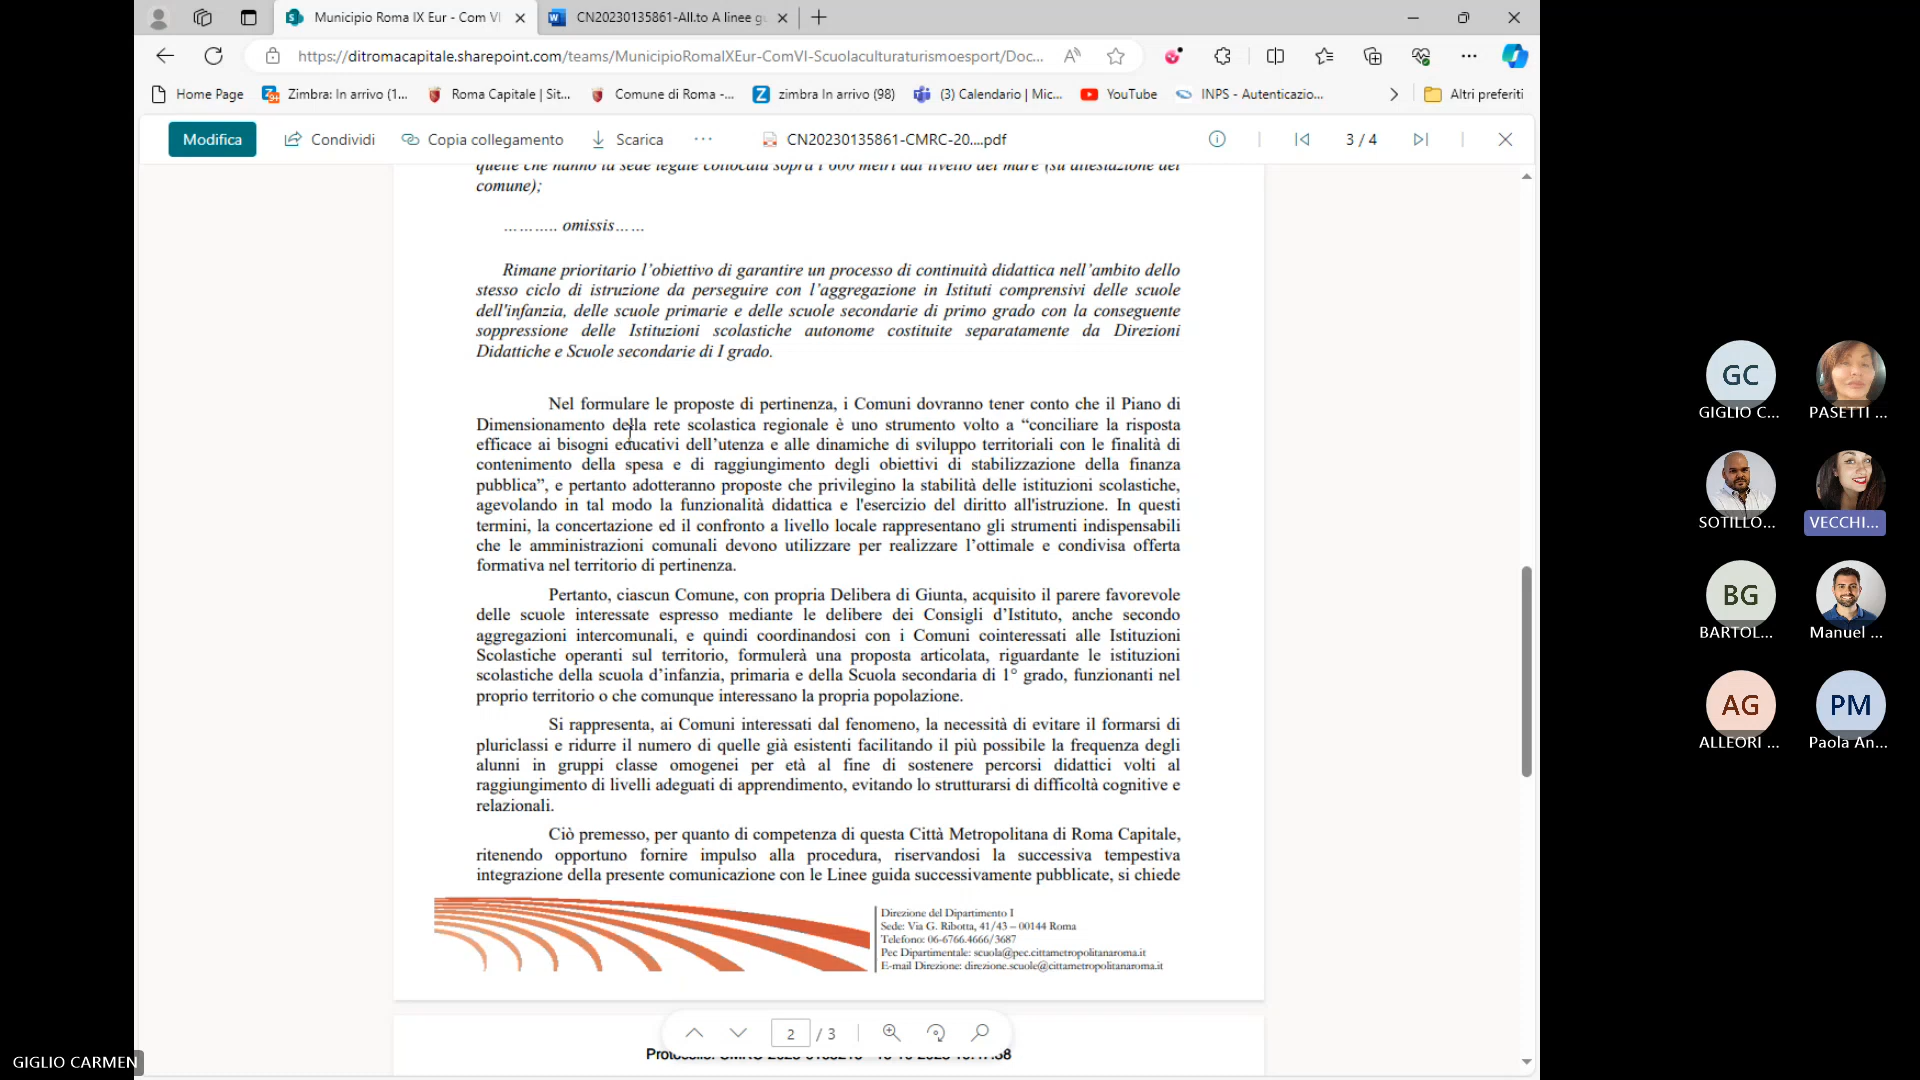 Municipio Roma IX Eur - Com VI
CN20230135861-All.to A linee g
https://ditromacapitale.sharepoint.com/teams/MunicipioRomaIXEur-ComVI-Scuolaculturaturismoesport/Doc...
Home Page
Zimbra: In arrivo (1...
Roma Capitale | Sit...
Comune di Roma -...
zimbra In arrivo (98)
(3) Calendario | Mic...
YouTube
INPS - Autenticazio...
Altri preferiti
Modifica
Condividi
Copia collegamento
Scarica
CN20230135861-CMRC-20....pdf
3 / 4
quelle che hanno la sede legale collocata sopra i 600 metri dal livello del mare (su attestazione del
comune);
……….. omissis……
Rimane prioritario l’obiettivo di garantire un processo di continuità didattica nell’ambito dello
stesso ciclo di istruzione da perseguire con l’aggregazione in Istituti comprensivi delle scuole
dell'infanzia, delle scuole primarie e delle scuole secondarie di primo grado con la conseguente
soppressione delle Istituzioni scolastiche autonome costituite separatamente da Direzioni
Didattiche e Scuole secondarie di I grado.
Nel formulare le proposte di pertinenza, i Comuni dovranno tener conto che il Piano di
Dimensionamento della rete scolastica regionale è uno strumento volto a “conciliare la risposta
efficace ai bisogni educativi dell’utenza e alle dinamiche di sviluppo territoriali con le finalità di
contenimento della spesa e di raggiungimento degli obiettivi di stabilizzazione della finanza
pubblica”, e pertanto adotteranno proposte che privilegino la stabilità delle istituzioni scolastiche,
agevolando in tal modo la funzionalità didattica e l'esercizio del diritto all'istruzione. In questi
termini, la concertazione ed il confronto a livello locale rappresentano gli strumenti indispensabili
che le amministrazioni comunali devono utilizzare per realizzare l’ottimale e condivisa offerta
formativa nel territorio di pertinenza.
Pertanto, ciascun Comune, con propria Delibera di Giunta, acquisito il parere favorevole
delle scuole interessate espresso mediante le delibere dei Consigli d’Istituto, anche secondo
aggregazioni intercomunali, e quindi coordinandosi con i Comuni cointeressati alle Istituzioni
Scolastiche operanti sul territorio, formulerà una proposta articolata, riguardante le istituzioni
scolastiche della scuola d’infanzia, primaria e della Scuola secondaria di 1° grado, funzionanti nel
proprio territorio o che comunque interessano la propria popolazione.
Si rappresenta, ai Comuni interessati dal fenomeno, la necessità di evitare il formarsi di
pluriclassi e ridurre il numero di quelle già esistenti facilitando il più possibile la frequenza degli
alunni in gruppi classe omogenei per età al fine di sostenere percorsi didattici volti al
raggiungimento di livelli adeguati di apprendimento, evitando lo strutturarsi di difficoltà cognitive e
relazionali.
Ciò premesso, per quanto di competenza di questa Città Metropolitana di Roma Capitale,
ritenendo opportuno fornire impulso alla procedura, riservandosi la successiva tempestiva
integrazione della presente comunicazione con le Linee guida successivamente pubblicate, si chiede
Direzione del Dipartimento I
Sede: Via G. Ribotta, 41/43 – 00144 Roma
Telefono: 06-6766.4666/3687
Pec Dipartimentale: scuola@pec.cittametropolitanaroma.it
E-mail Direzione: direzione.scuole@cittametropolitanaroma.it
2 / 3
GC
GIGLIO C...
PASETTI ...
SOTILLO...
VECCHI...
BG
BARTOL...
Manuel ...
AG
ALLEORI ...
PM
Paola An...
GIGLIO CARMEN